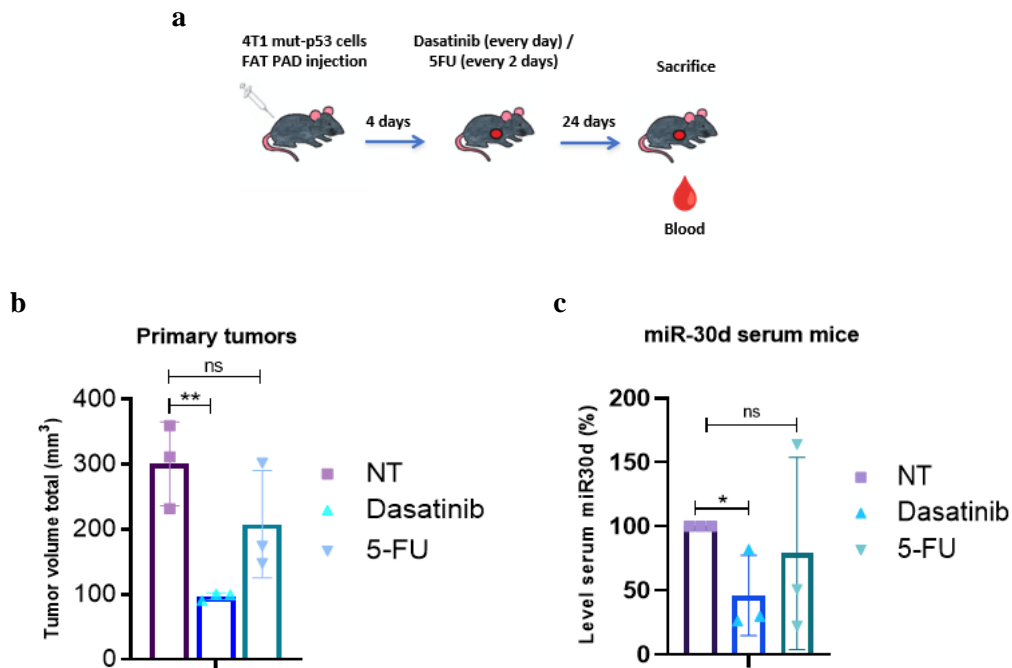 a
4T1 mut-p53 cells
FAT PAD injection
Dasatinib (every day) /
5FU (every 2 days)
Sacrifice
4 days
24 days
Blood
b
Primary tumors
ns
**
400
300
200
100
0
Tumor volume total (mm³)
NT
Dasatinib
5-FU
c
miR-30d serum mice
ns
*
200
150
100
50
0
Level serum miR30d (%)
NT
Dasatinib
5-FU